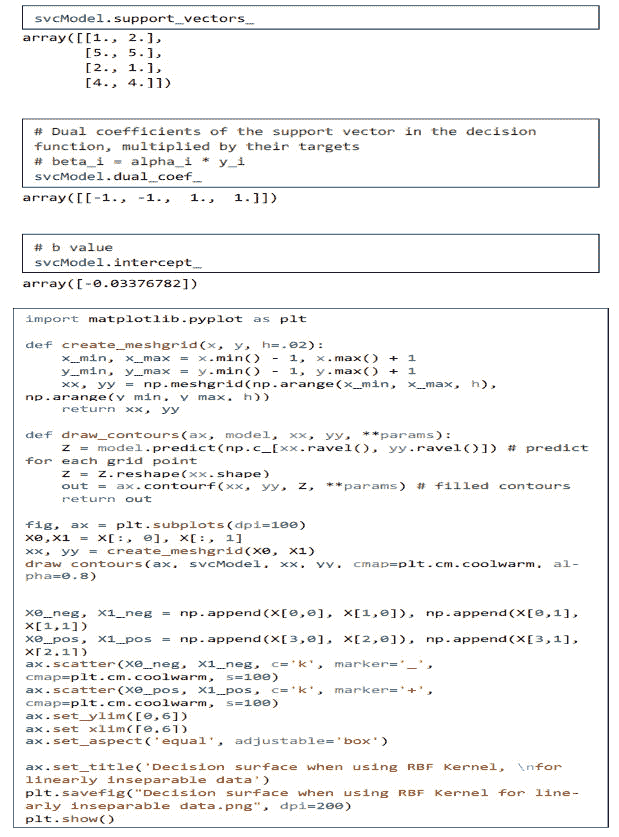 svcModel.support_vectors_
array([[1., 2.],
       [5., 5.],
       [2., 1.],
       [4., 4.]])
# Dual coefficients of the support vector in the decision
function, multiplied by their targets
# beta_i = alpha_i * y_i
svcModel.dual_coef_
array([[-1., -1.,  1.,  1.]])
# b value
svcModel.intercept_
array([-0.03376782])
import matplotlib.pyplot as plt
def create_meshgrid(x, y, h=.02):
    x_min, x_max = x.min() - 1, x.max() + 1
    y_min, y_max = y.min() - 1, y.max() + 1
    xx, yy = np.meshgrid(np.arange(x_min, x_max, h),
np.arange(y_min, y_max, h))
    return xx, yy
def draw_contours(ax, model, xx, yy, **params):
    Z = model.predict(np.c_[xx.ravel(), yy.ravel()]) # predict
for each grid point
    Z = Z.reshape(xx.shape)
    out = ax.contourf(xx, yy, Z, **params) # filled contours
    return out
fig, ax = plt.subplots(dpi=100)
X0,X1 = X[:, 0], X[:, 1]
xx, yy = create_meshgrid(X0, X1)
draw_contours(ax, svcModel, xx, yy, cmap=plt.cm.coolwarm, al-
pha=0.8)
X0_neg, X1_neg = np.append(X[0,0], X[1,0]), np.append(X[0,1],
X[1,1])
X0_pos, X1_pos = np.append(X[3,0], X[2,0]), np.append(X[3,1],
X[2,1])
ax.scatter(X0_neg, X1_neg, c='k', marker='_',
cmap=plt.cm.coolwarm, s=100)
ax.scatter(X0_pos, X1_pos, c='k', marker='+',
cmap=plt.cm.coolwarm, s=100)
ax.set_ylim([0,6])
ax.set_xlim([0,6])
ax.set_aspect('equal', adjustable='box')
ax.set_title('Decision surface when using RBF Kernel, \nfor
linearly inseparable data')
plt.savefig("Decision surface when using RBF Kernel for line-
arly inseparable data.png", dpi=200)
plt.show()